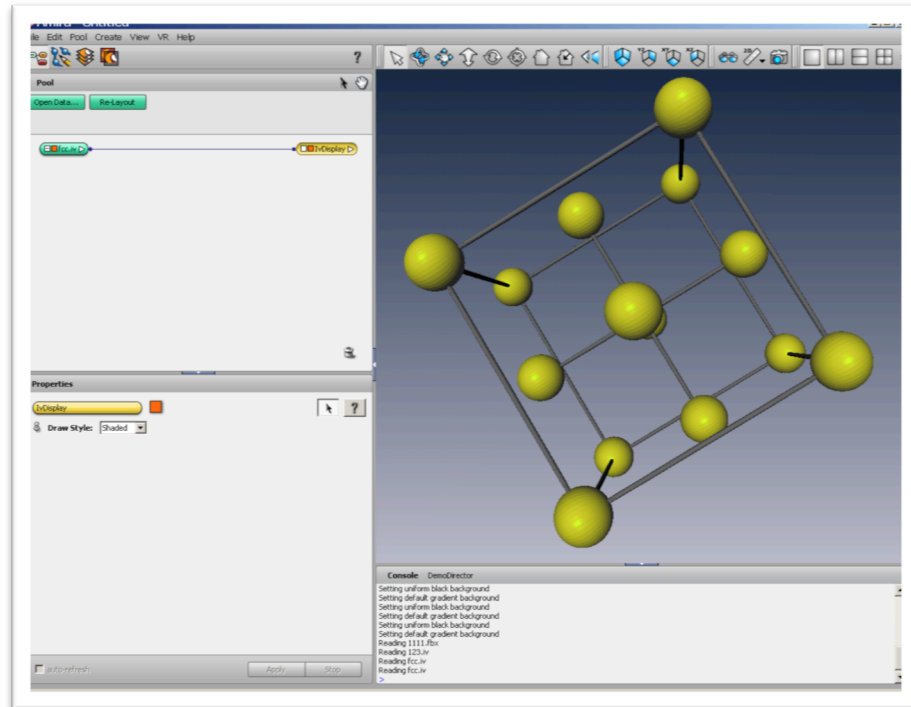 Amira - Untitled
ile Edit Pool Create View VR Help
?
Pool
Open Data... Re-Layout
fcc.iv IvDisplay
Properties
IvDisplay ?
Draw Style: Shaded
auto-refresh Apply Stop
Console DemoDirector
Setting uniform black background
Setting default gradient background
Setting uniform black background
Setting default gradient background
Setting uniform black background
Setting default gradient background
Reading 1111.fbx
Reading 123.iv
Reading fcc.iv
Reading fcc.iv
>